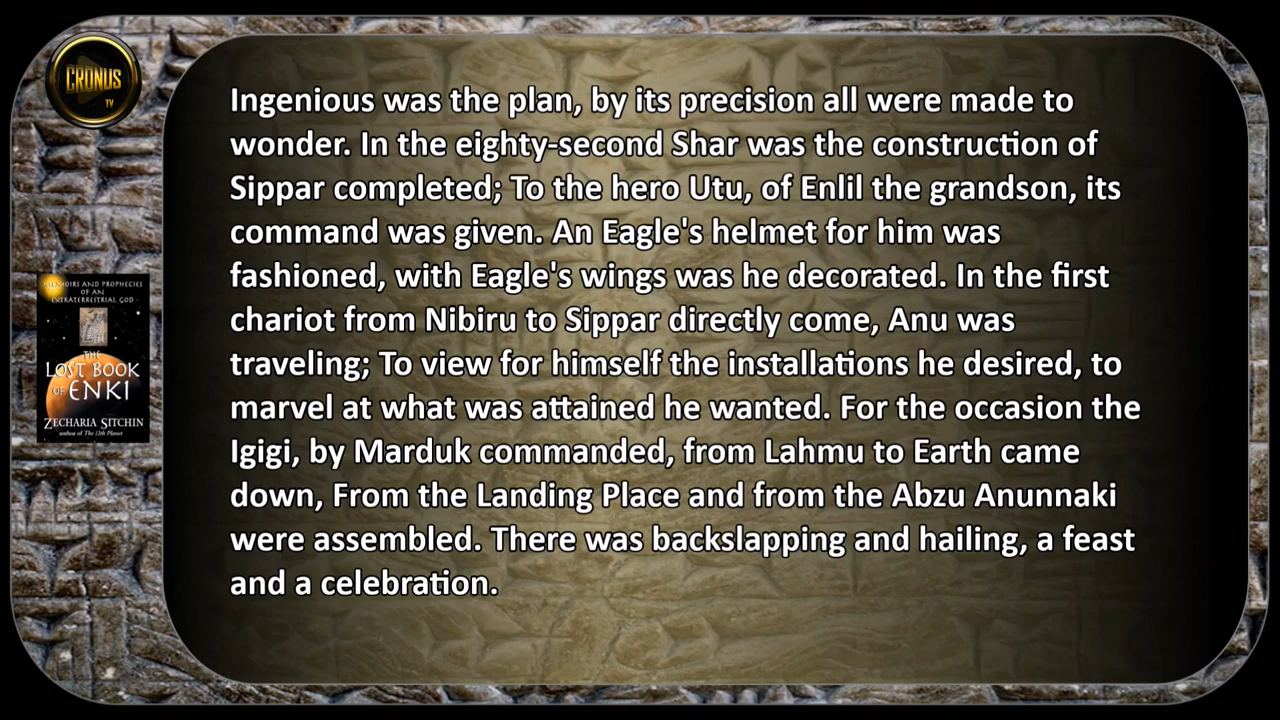 CRONUS
TV
Ingenious was the plan, by its precision all were made to
wonder. In the eighty-second Shar was the construction of
Sippar completed; To the hero Utu, of Enlil the grandson, its
command was given. An Eagle's helmet for him was
fashioned, with Eagle's wings was he decorated. In the first
chariot from Nibiru to Sippar directly come, Anu was
traveling; To view for himself the installations he desired, to
marvel at what was attained he wanted. For the occasion the
Igigi, by Marduk commanded, from Lahmu to Earth came
down, From the Landing Place and from the Abzu Anunnaki
were assembled. There was backslapping and hailing, a feast
and a celebration.
MEMOIRS AND PROPHECIES
OF AN
EXTRATERRESTRIAL GOD
THE
LOST BOOK
OF ENKI
ZECHARIA SITCHIN
author of The 12th Planet